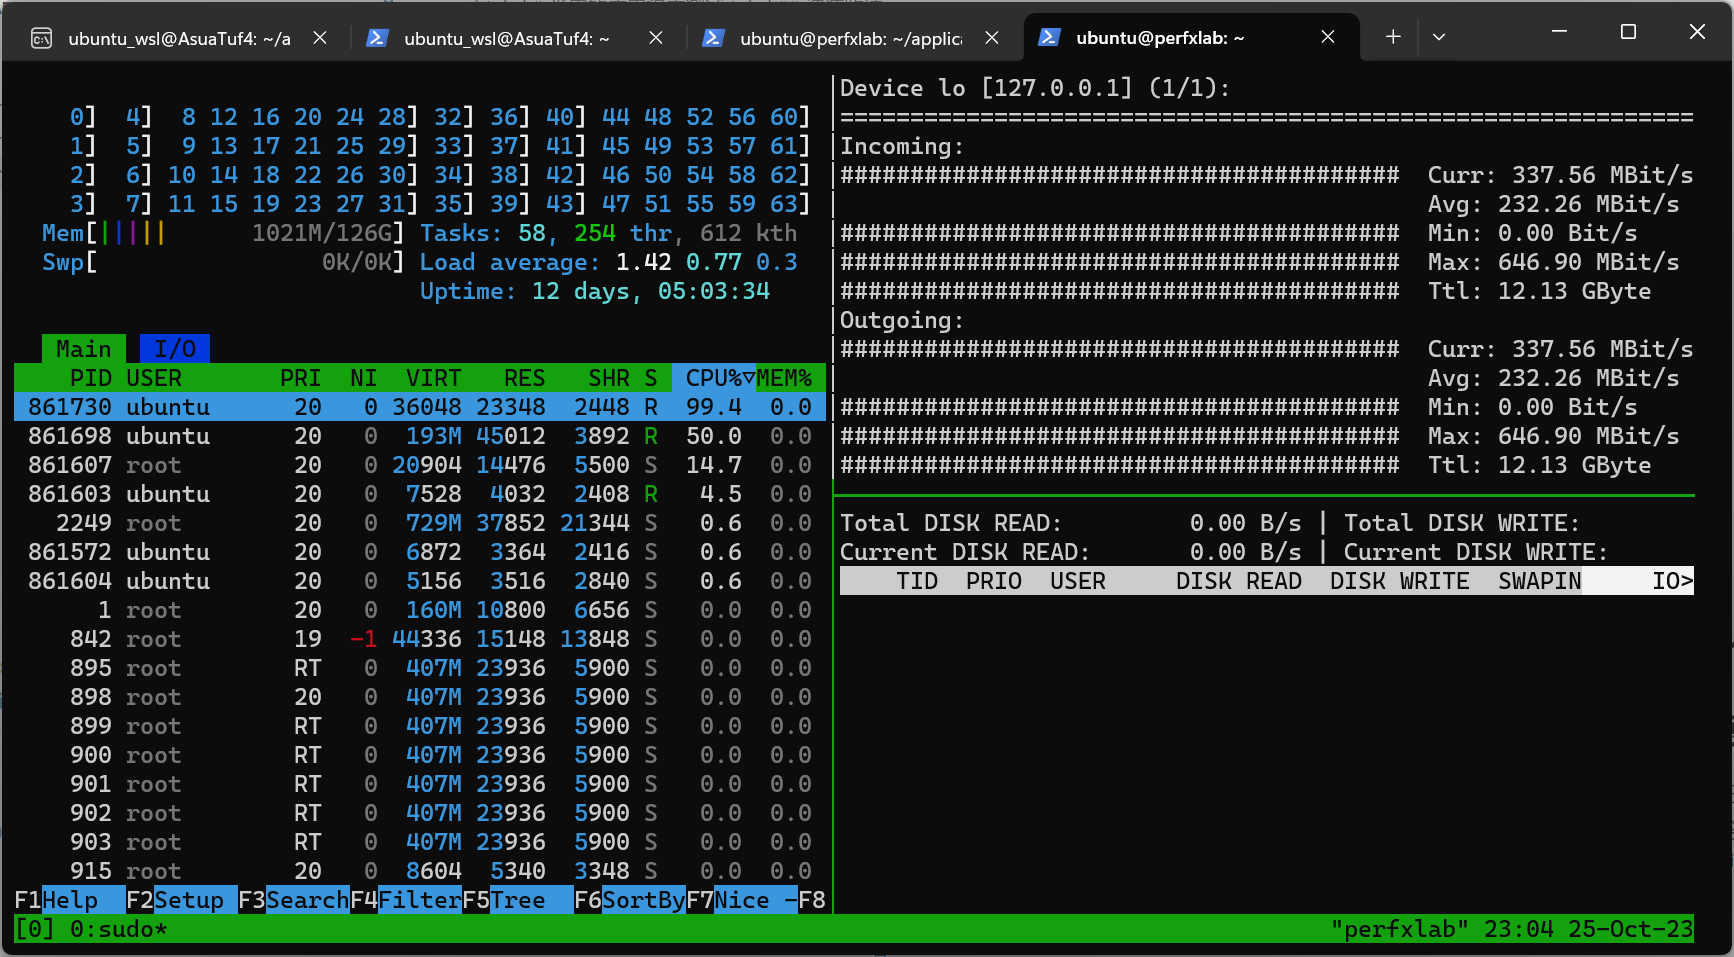 ubuntu_wsl@AsuaTuf4: ~/a
ubuntu_wsl@AsuaTuf4: ~
ubuntu@perfxlab: ~/applic
ubuntu@perfxlab: ~
0] 4] 8 12 16 20 24 28] 32] 36] 40] 44 48 52 56 60]
1] 5] 9 13 17 21 25 29] 33] 37] 41] 45 49 53 57 61]
2] 6] 10 14 18 22 26 30] 34] 38] 42] 46 50 54 58 62]
3] 7] 11 15 19 23 27 31] 35] 39] 43] 47 51 55 59 63]
Mem[||||| 1021M/126G] Tasks: 58, 254 thr, 612 kth
Swp[ 0K/0K] Load average: 1.42 0.77 0.3
Uptime: 12 days, 05:03:34
Main I/O
PID USER PRI NI VIRT RES SHR S CPU%▽MEM%
861730 ubuntu 20 0 36048 23348 2448 R 99.4 0.0
861698 ubuntu 20 0 193M 45012 3892 R 50.0 0.0
861607 root 20 0 20904 14476 5500 S 14.7 0.0
861603 ubuntu 20 0 7528 4032 2408 R 4.5 0.0
2249 root 20 0 729M 37852 21344 S 0.6 0.0
861572 ubuntu 20 0 6872 3364 2416 S 0.6 0.0
861604 ubuntu 20 0 5156 3516 2840 S 0.6 0.0
1 root 20 0 160M 10800 6656 S 0.0 0.0
842 root 19 -1 44336 15148 13848 S 0.0 0.0
895 root RT 0 407M 23936 5900 S 0.0 0.0
898 root 20 0 407M 23936 5900 S 0.0 0.0
899 root RT 0 407M 23936 5900 S 0.0 0.0
900 root RT 0 407M 23936 5900 S 0.0 0.0
901 root RT 0 407M 23936 5900 S 0.0 0.0
902 root RT 0 407M 23936 5900 S 0.0 0.0
903 root RT 0 407M 23936 5900 S 0.0 0.0
915 root 20 0 8604 5340 3348 S 0.0 0.0
F1Help F2Setup F3SearchF4FilterF5Tree F6SortByF7Nice -F8
Device lo [127.0.0.1] (1/1):
=============================================================
Incoming:
######################################## Curr: 337.56 MBit/s
Avg: 232.26 MBit/s
######################################## Min: 0.00 Bit/s
######################################## Max: 646.90 MBit/s
######################################## Ttl: 12.13 GByte
Outgoing:
######################################## Curr: 337.56 MBit/s
Avg: 232.26 MBit/s
######################################## Min: 0.00 Bit/s
######################################## Max: 646.90 MBit/s
######################################## Ttl: 12.13 GByte
Total DISK READ: 0.00 B/s | Total DISK WRITE:
Current DISK READ: 0.00 B/s | Current DISK WRITE:
TID PRIO USER DISK READ DISK WRITE SWAPIN IO>
[0] 0:sudo* "perfxlab" 23:04 25-Oct-23